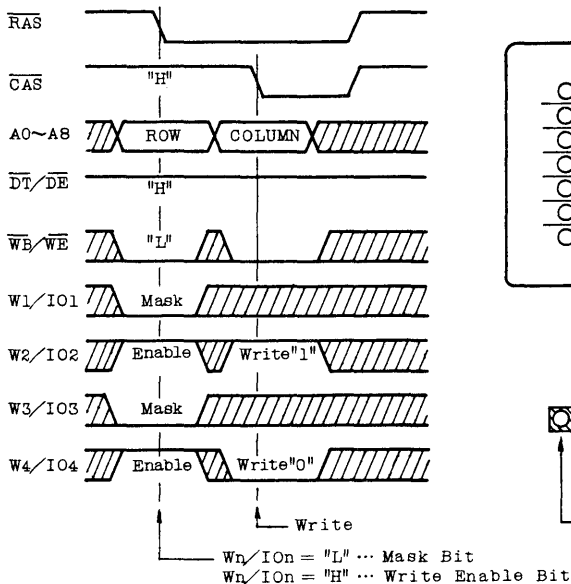 RAS
CAS "H"
A0~A8 ROW COLUMN
DT/DE "H"
WB/WE "L"
W1/IO1 Mask
W2/IO2 Enable Write"1"
W3/IO3 Mask
W4/IO4 Enable Write"0"
Write
Wn/IOn = "L" ... Mask Bit
Wn/IOn = "H" ... Write Enable Bit